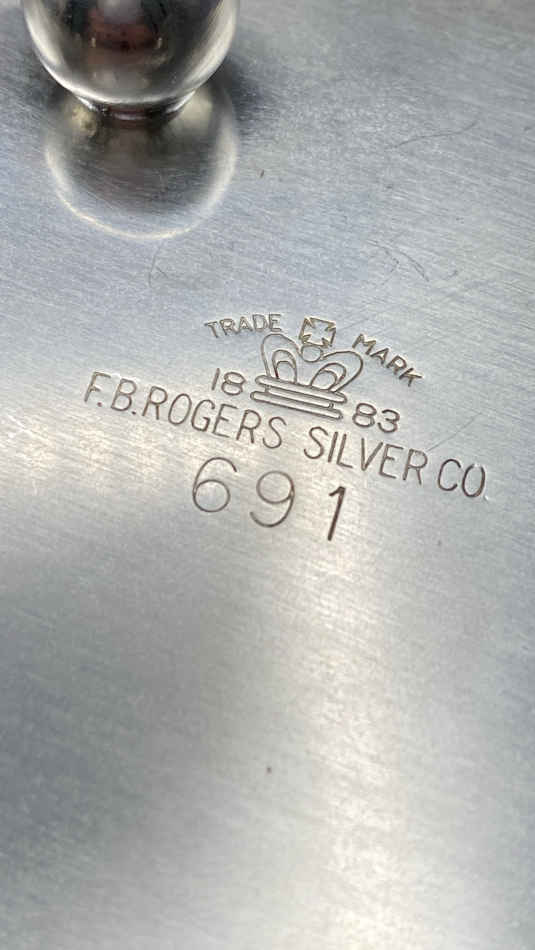 TRADE MARK
18 83
F.B.ROGERS SILVER CO.
691